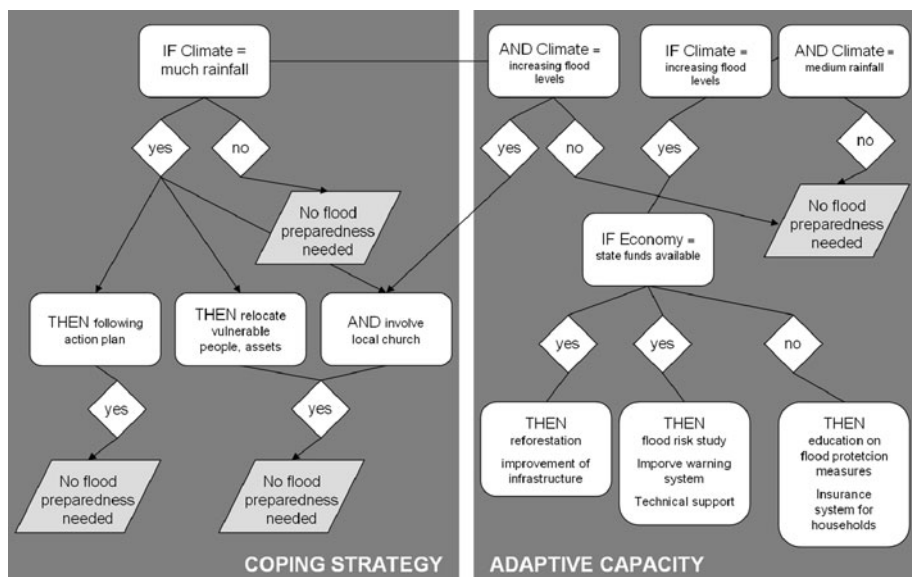 IF Climate =
much rainfall
AND Climate =
increasing flood
levels
IF Climate =
increasing flood
levels
AND Climate =
medium rainfall
yes
no
yes
no
yes
no
No flood
preparedness
needed
No flood
preparedness
needed
IF Economy =
state funds available
THEN following
action plan
THEN relocate
vulnerable
people, assets
AND involve
local church
yes
yes
no
yes
yes
THEN
reforestation
improvement of
infrastructure
THEN
flood risk study
Imporve warning
system
Technical support
THEN
education on
flood protetcion
measures
Insurance
system for
households
No flood
preparedness
needed
No flood
preparedness
needed
COPING STRATEGY
ADAPTIVE CAPACITY